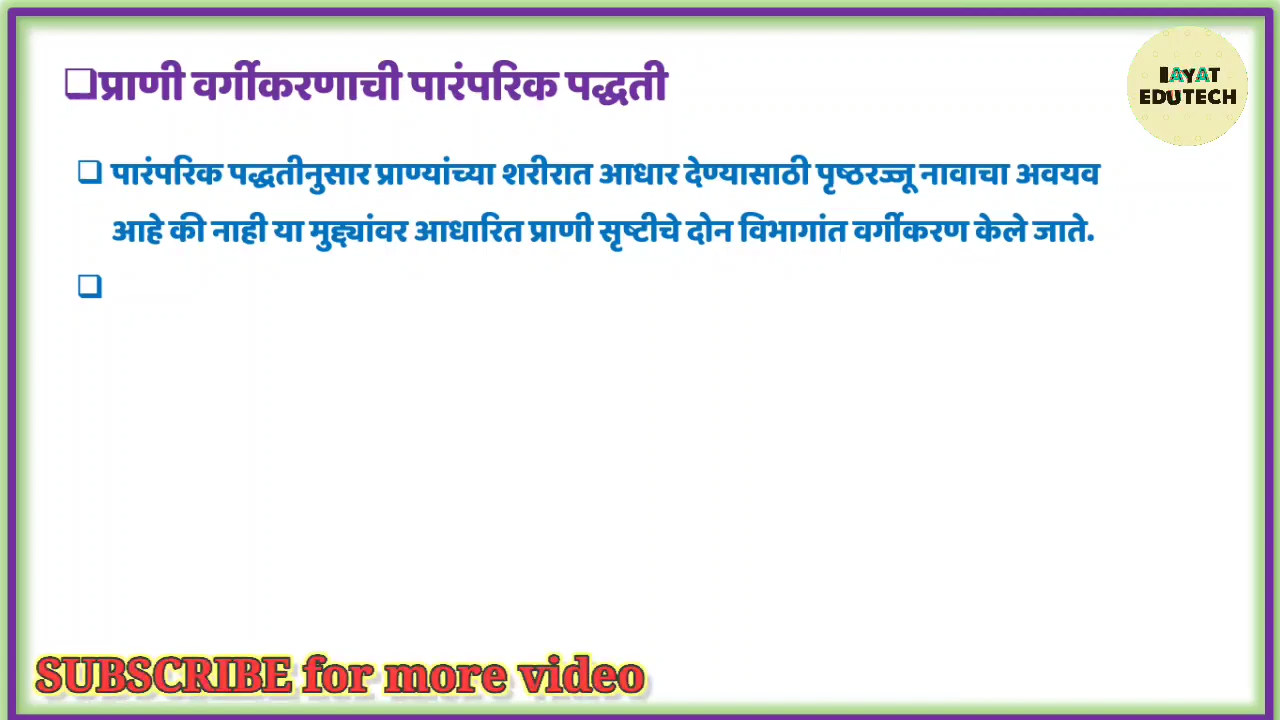 ❑प्राणी वर्गीकरणाची पारंपरिक पद्धती
IAYAT
EDUTECH
❑ पारंपरिक पद्धतीनुसार प्राण्यांच्या शरीरात आधार देण्यासाठी पृष्ठरज्जू नावाचा अवयव
आहे की नाही या मुद्द्यांवर आधारित प्राणी सृष्टीचे दोन विभागांत वर्गीकरण केले जाते.
❑
SUBSCRIBE for more video